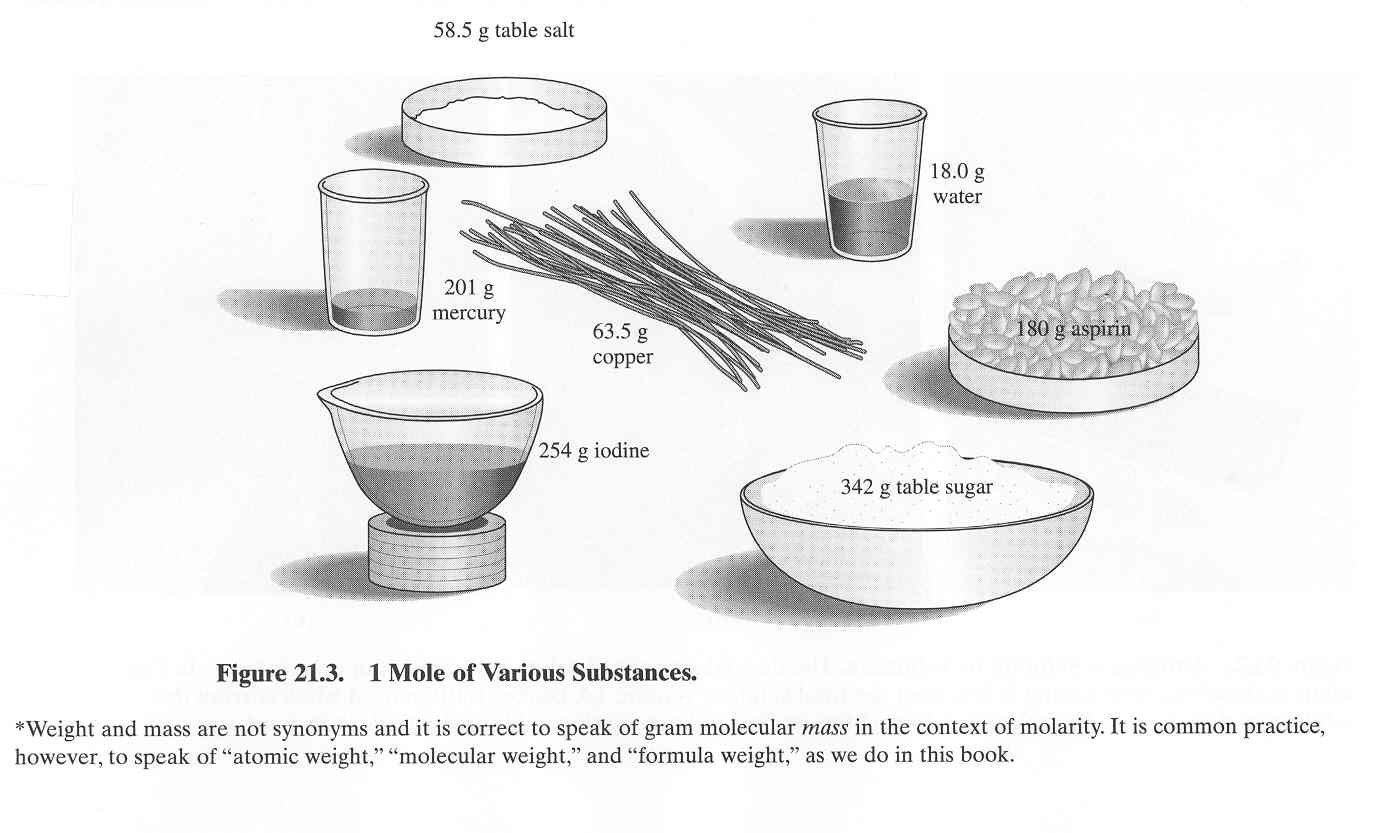 58.5 g table salt
18.0 g
water
201 g
mercury
63.5 g
copper
180 g aspirin
254 g iodine
342 g table sugar
Figure 21.3. 1 Mole of Various Substances.
*Weight and mass are not synonyms and it is correct to speak of gram molecular mass in the context of molarity. It is common practice,
however, to speak of “atomic weight,” “molecular weight,” and “formula weight,” as we do in this book.